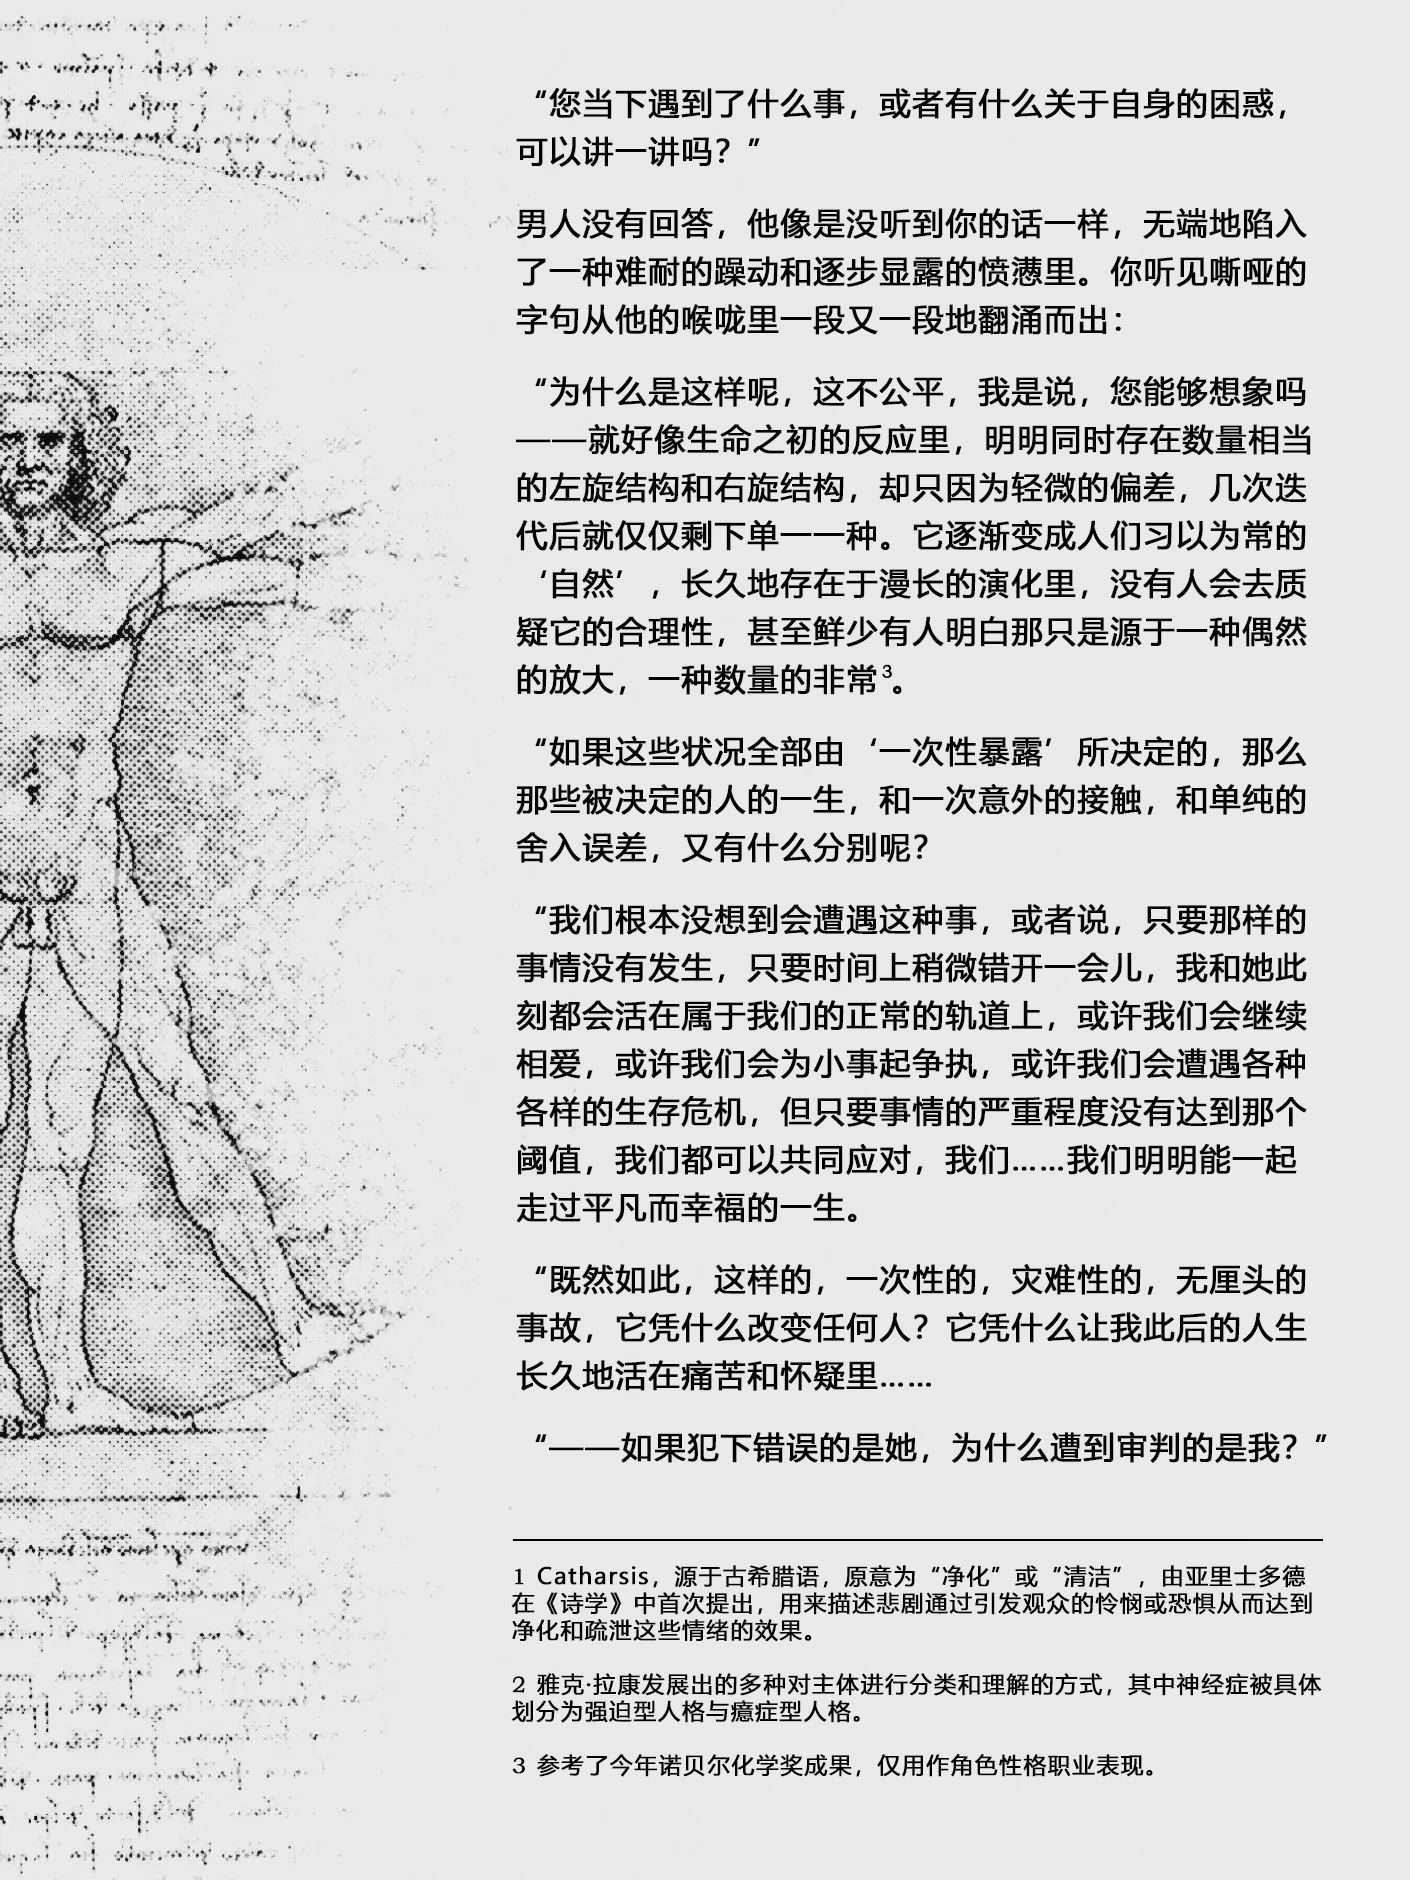 “您当下遇到了什么事，或者有什么关于自身的困惑，
可以讲一讲吗？”
男人没有回答，他像是没听到你的话一样，无端地陷入
了一种难耐的躁动和逐步显露的愤懑里。你听见嘶哑的
字句从他的喉咙里一段又一段地翻涌而出：
“为什么是这样呢，这不公平，我是说，您能够想象吗
——就好像生命之初的反应里，明明同时存在数量相当
的左旋结构和右旋结构，却只因为轻微的偏差，几次迭
代后就仅仅剩下单一一种。它逐渐变成人们习以为常的
‘自然’，长久地存在于漫长的演化里，没有人会去质
疑它的合理性，甚至鲜少有人明白那只是源于一种偶然
的放大，一种数量的非常³。
“如果这些状况全部由‘一次性暴露’所决定的，那么
那些被决定的人的一生，和一次意外的接触，和单纯的
舍入误差，又有什么分别呢？
“我们根本没想到会遭遇这种事，或者说，只要那样的
事情没有发生，只要时间上稍微错开一会儿，我和她此
刻都会活在属于我们的正常的轨道上，或许我们会继续
相爱，或许我们会为小事起争执，或许我们会遭遇各种
各样的生存危机，但只要事情的严重程度没有达到那个
阈值，我们都可以共同应对，我们……我们明明能一起
走过平凡而幸福的一生。
“既然如此，这样的，一次性的，灾难性的，无厘头的
事故，它凭什么改变任何人？它凭什么让我此后的人生
长久地活在痛苦和怀疑里……
“——如果犯下错误的是她，为什么遭到审判的是我？”
1 Catharsis，源于古希腊语，原意为“净化”或“清洁”，由亚里士多德
在《诗学》中首次提出，用来描述悲剧通过引发观众的怜悯或恐惧从而达到
净化和疏泄这些情绪的效果。
2 雅克·拉康发展出的多种对主体进行分类和理解的方式，其中神经症被具体
划分为强迫型人格与癔症型人格。
3 参考了今年诺贝尔化学奖成果，仅用作角色性格职业表现。